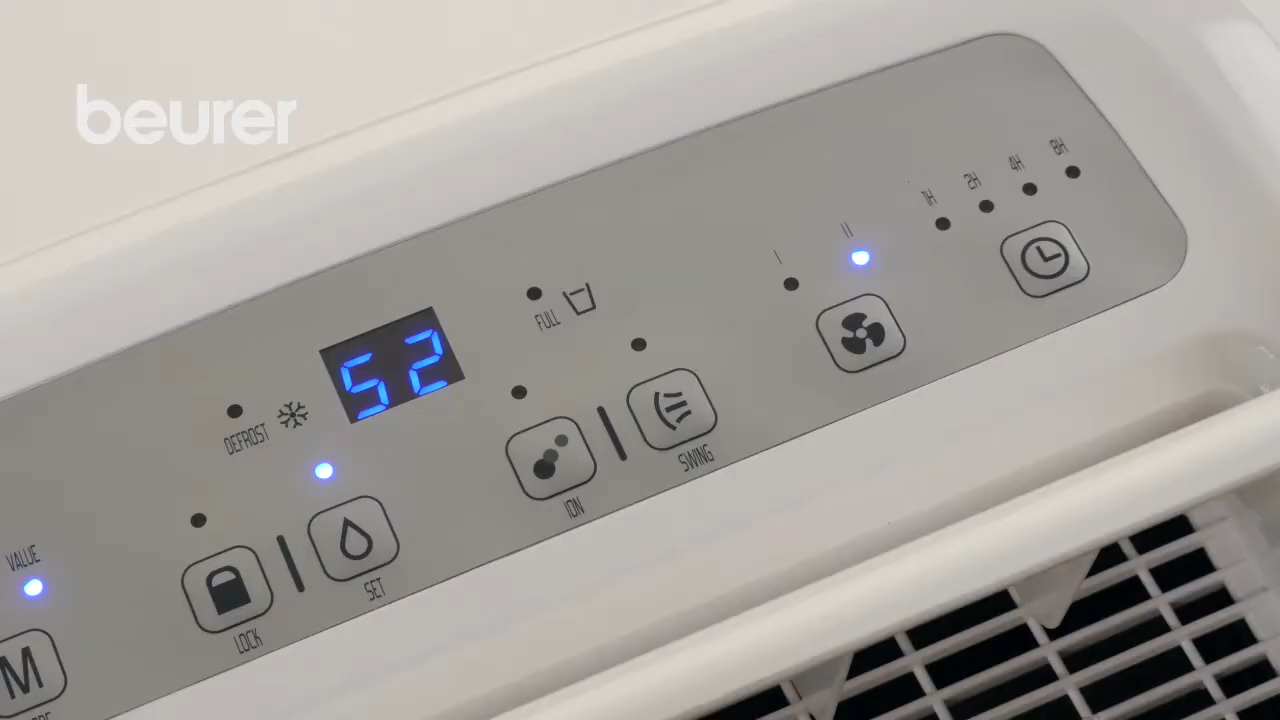 beurer
8H
4H
2H
1H
II
I
FULL
52
DEFROST
SWING
ION
SET
VALUE
LOCK
M